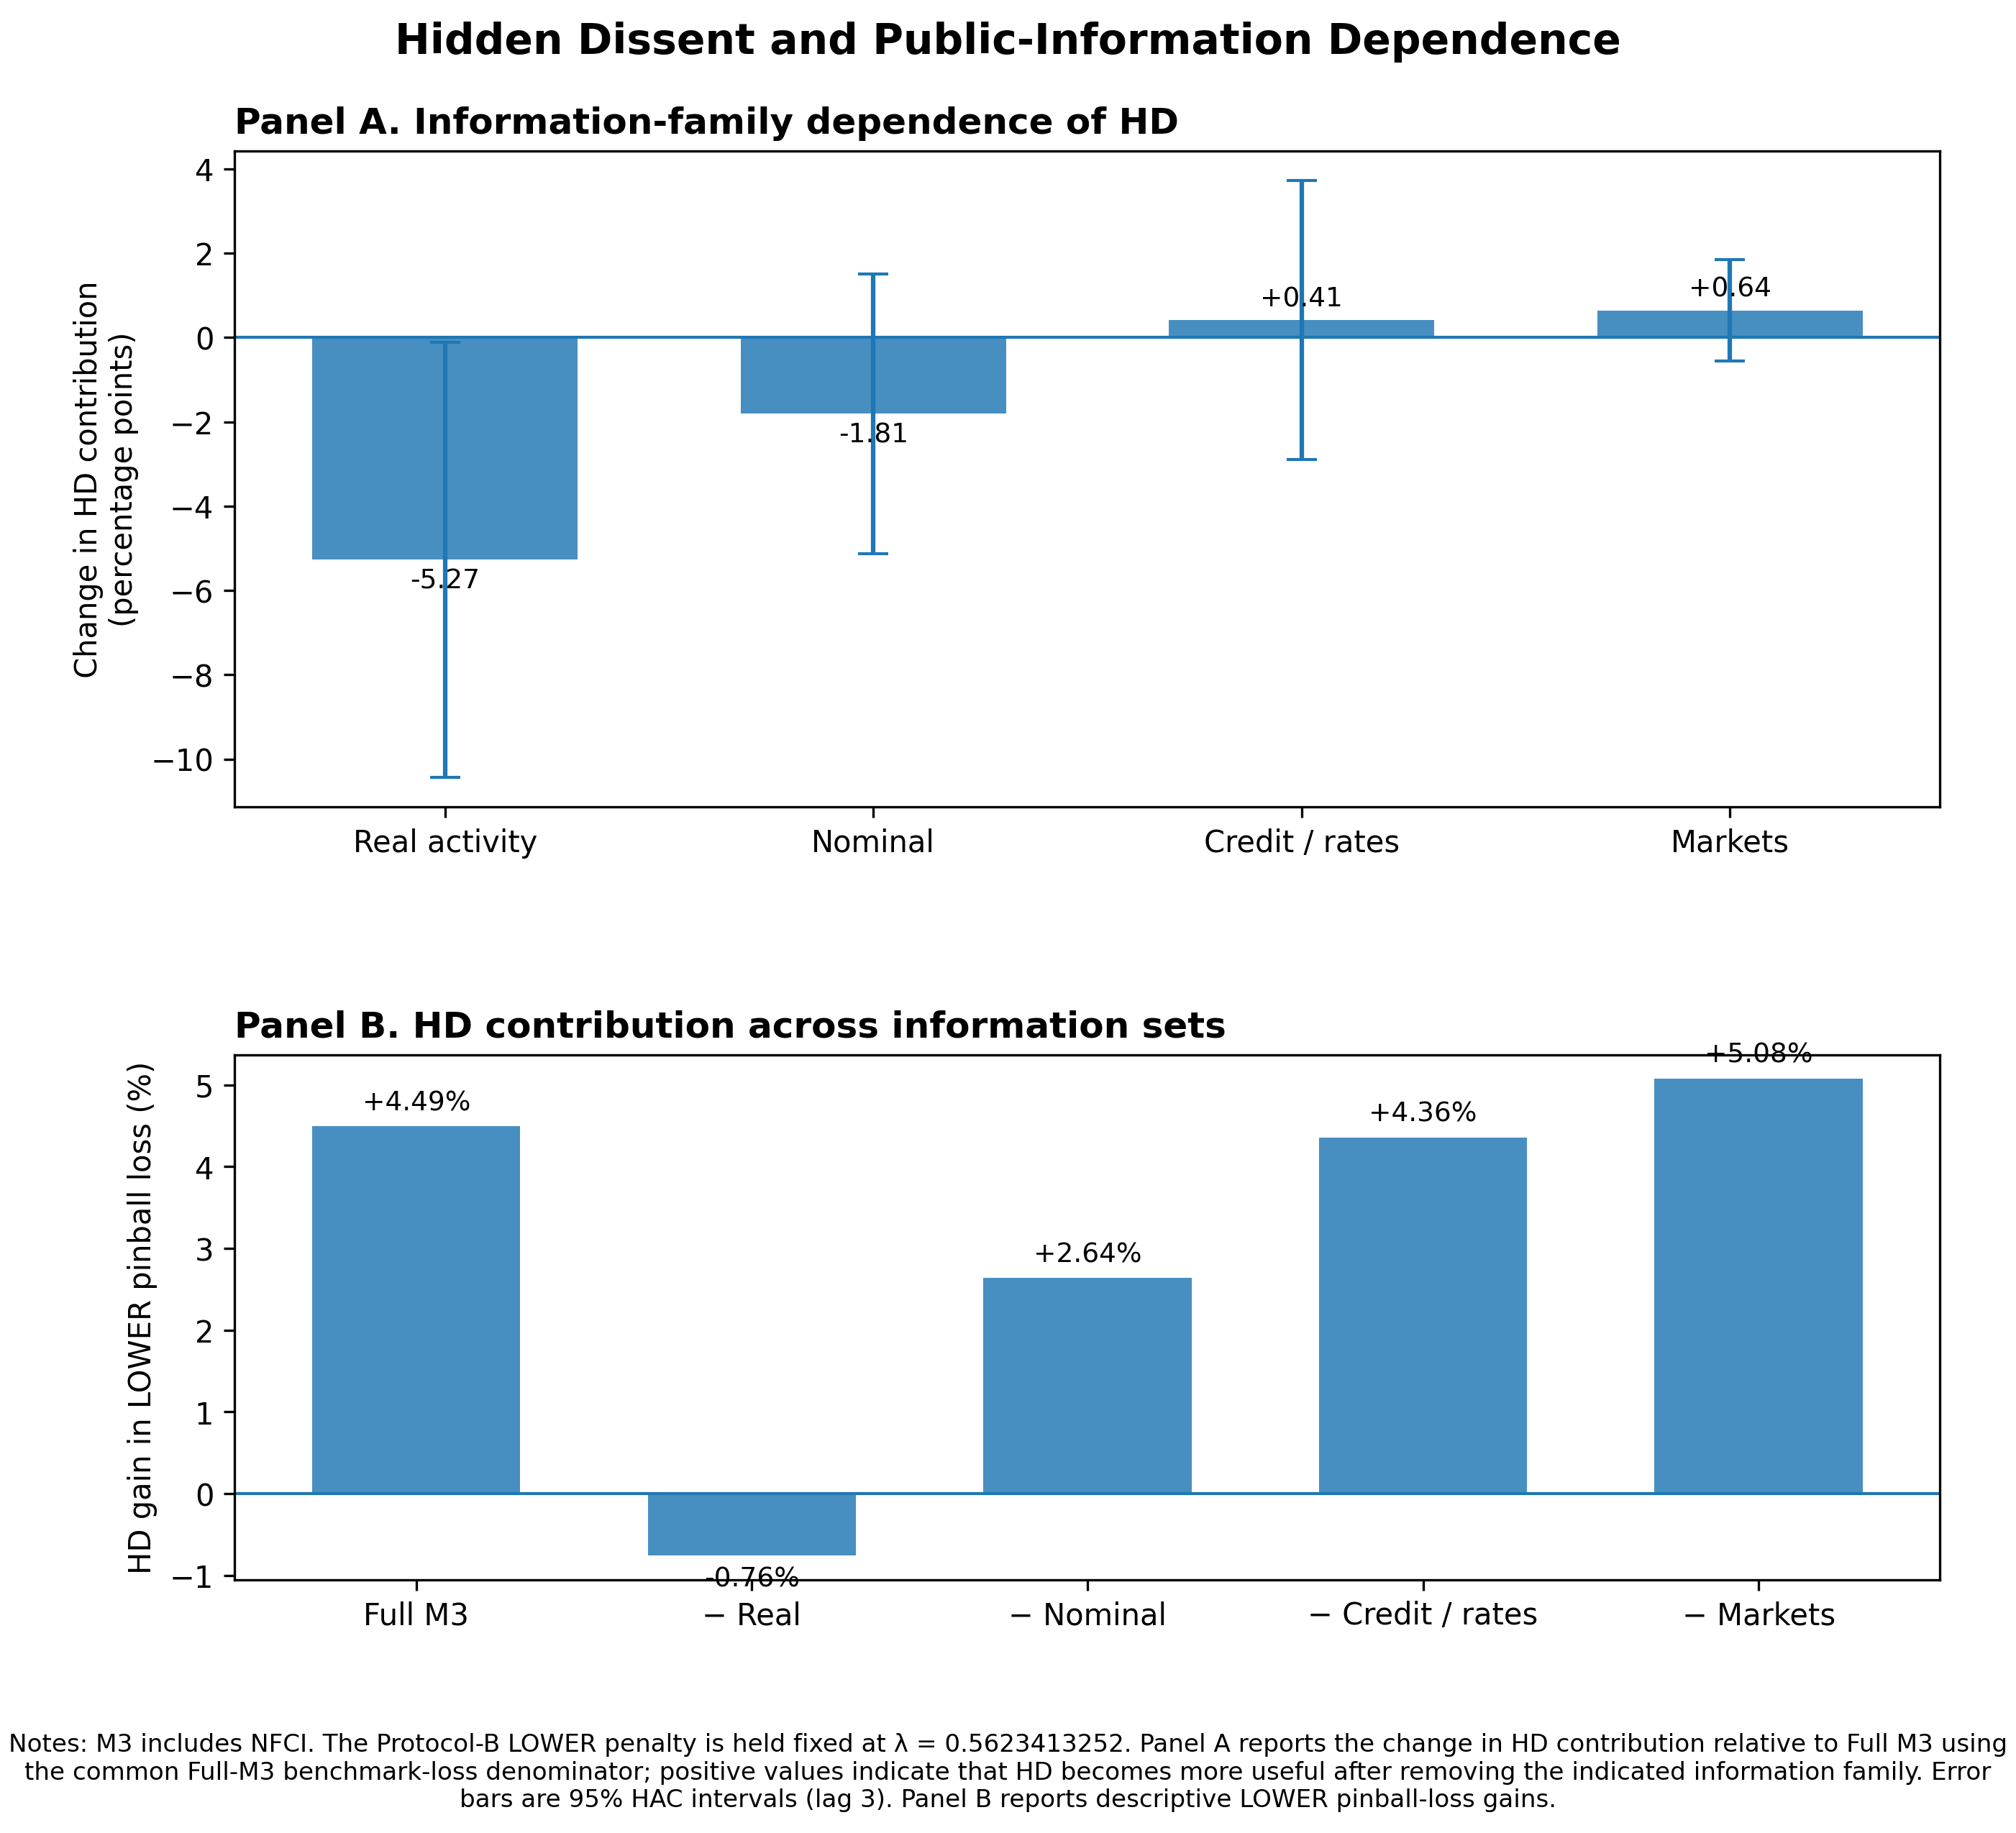 Hidden Dissent and Public-Information Dependence
Panel A. Information-family dependence of HD
Change in HD contribution
(percentage points)
4
2
0
−2
−4
−6
−8
−10
-5.27
-1.81
+0.41
+0.64
Real activity
Nominal
Credit / rates
Markets
Panel B. HD contribution across information sets
HD gain in LOWER pinball loss (%)
5
4
3
2
1
0
−1
+4.49%
-0.76%
+2.64%
+4.36%
+5.08%
Full M3
− Real
− Nominal
− Credit / rates
− Markets
Notes: M3 includes NFCI. The Protocol-B LOWER penalty is held fixed at λ = 0.5623413252. Panel A reports the change in HD contribution relative to Full M3 using
the common Full-M3 benchmark-loss denominator; positive values indicate that HD becomes more useful after removing the indicated information family. Error
bars are 95% HAC intervals (lag 3). Panel B reports descriptive LOWER pinball-loss gains.